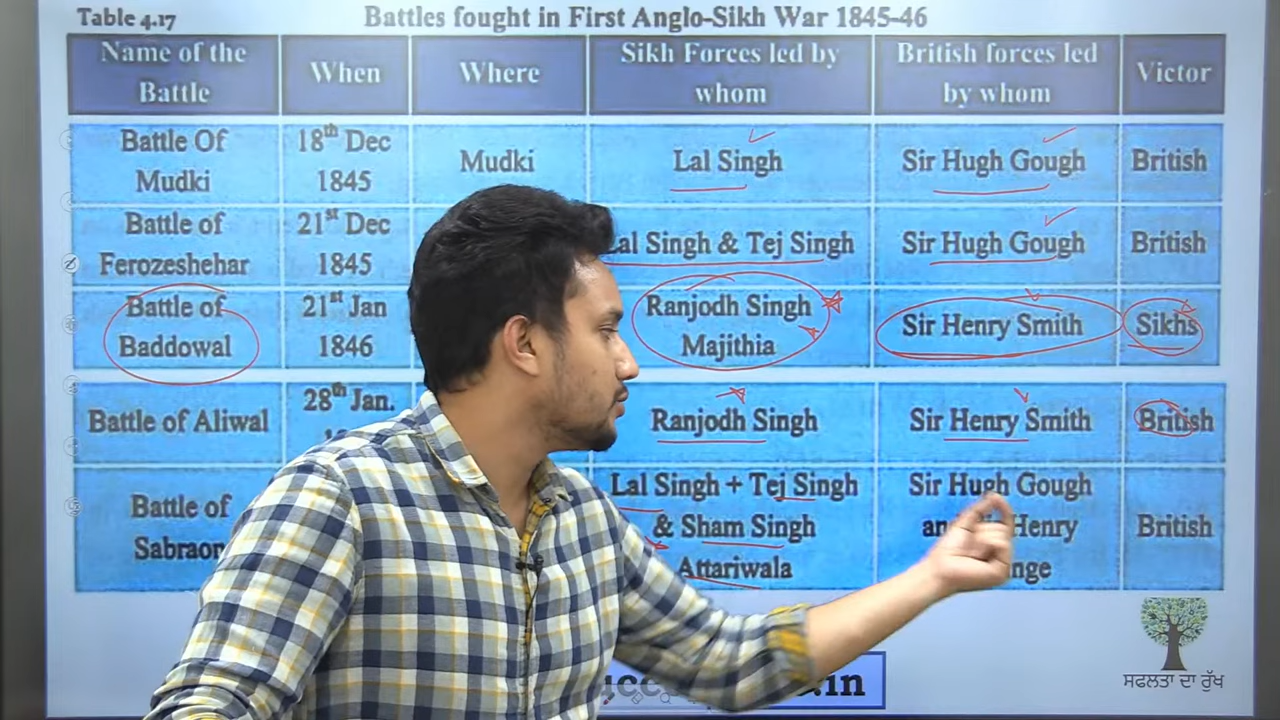 Table 4.17
Battles fought in First Anglo-Sikh War 1845-46
Name of the Battle
When
Where
Sikh Forces led by whom
British forces led by whom
Victor
Battle Of Mudki
18th Dec 1845
Mudki
Lal Singh
Sir Hugh Gough
British
Battle of Ferozeshehar
21st Dec 1845
Lal Singh & Tej Singh
Sir Hugh Gough
British
Battle of Baddowal
21st Jan 1846
Ranjodh Singh Majithia
Sir Henry Smith
Sikhs
Battle of Aliwal
28th Jan.
Ranjodh Singh
Sir Henry Smith
British
Battle of
Lal Singh + Tej Singh & Sham Singh Attariwala
Sir Hugh Gough
Henry
British
ਸਫਲਤਾ ਦਾ ਰੁੱਖ